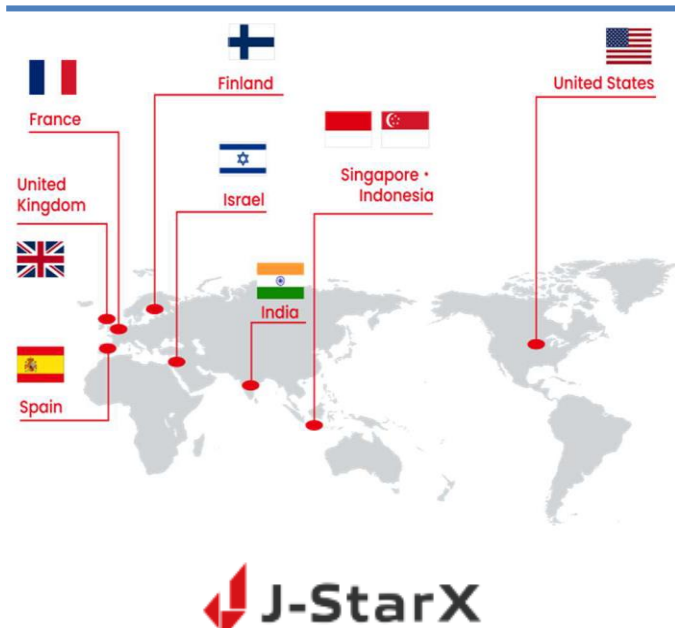 Finland
United States
France
Singapore・
Indonesia
United
Kingdom
Israel
India
Spain
J-StarX